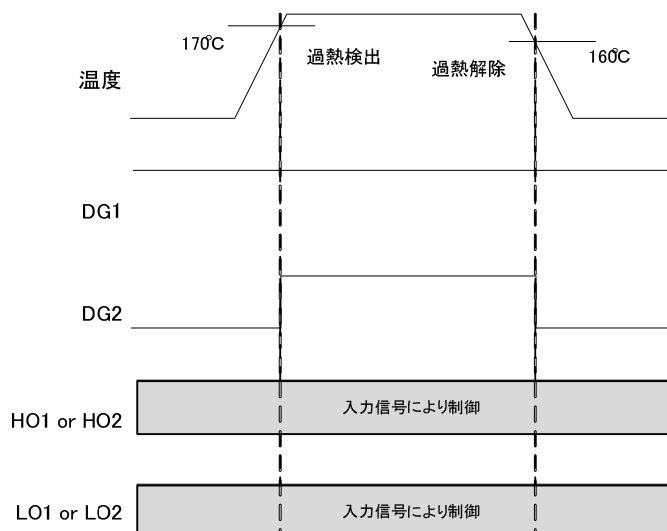 170℃
過熱検出
過熱解除
160℃
温度
DG1
DG2
入力信号により制御
HO1 or HO2
入力信号により制御
LO1 or LO2